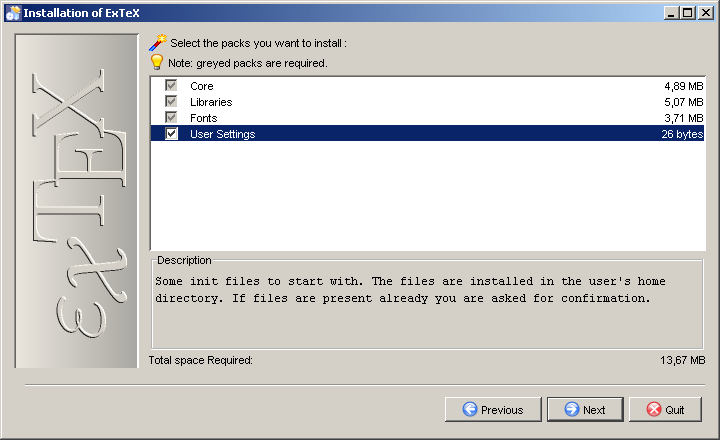 Installation of ExTeX
Select the packs you want to install :
Note: greyed packs are required.
Core 4,89 MB
Libraries 5,07 MB
Fonts 3,71 MB
User Settings 26 bytes
εχTEX
Description
Some init files to start with. The files are installed in the user's home
directory. If files are present already you are asked for confirmation.
Total space Required: 13,67 MB
Previous Next Quit